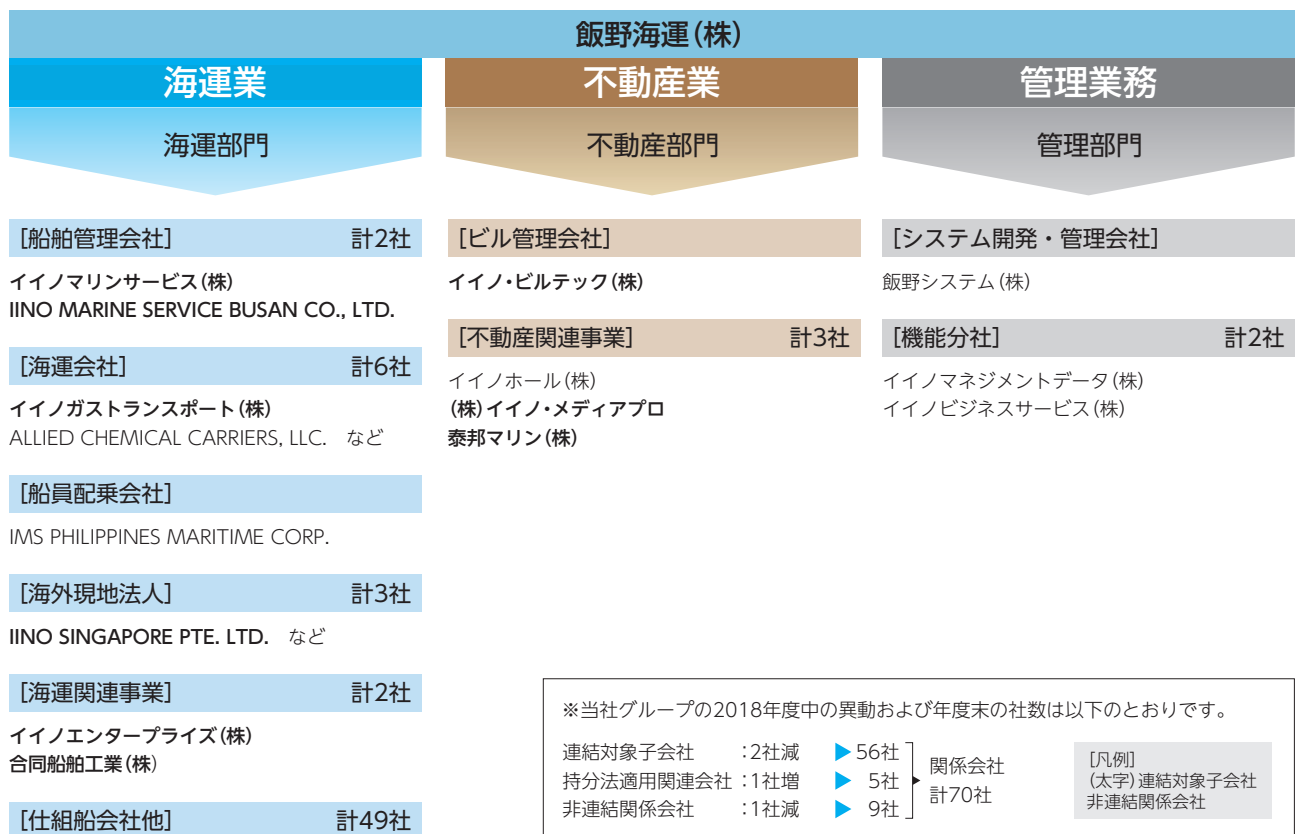 飯野海運(株)
海運業
海運部門
[船舶管理会社] 計2社
イイノマリンサービス(株)
IINO MARINE SERVICE BUSAN CO., LTD.
[海運会社] 計6社
イイノガストランスポート(株)
ALLIED CHEMICAL CARRIERS, LLC. など
[船員配乗会社]
IMS PHILIPPINES MARITIME CORP.
[海外現地法人] 計3社
IINO SINGAPORE PTE. LTD. など
[海運関連事業] 計2社
イイノエンタープライズ(株)
合同船舶工業(株)
[仕組船会社他] 計49社
不動産業
不動産部門
[ビル管理会社]
イイノ・ビルテック(株)
[不動産関連事業] 計3社
イイノホール(株)
(株)イイノ・メディアプロ
泰邦マリン(株)
管理業務
管理部門
[システム開発・管理会社]
飯野システム(株)
[機能分社] 計2社
イイノマネジメントデータ(株)
イイノビジネスサービス(株)
※当社グループの2018年度中の異動および年度末の社数は以下のとおりです。
連結対象子会社 :2社減 ▶ 56社
持分法適用関連会社:1社増 ▶ 5社
非連結関係会社 :1社減 ▶ 9社
関係会社
計70社
[凡例]
(太字)連結対象子会社
非連結関係会社